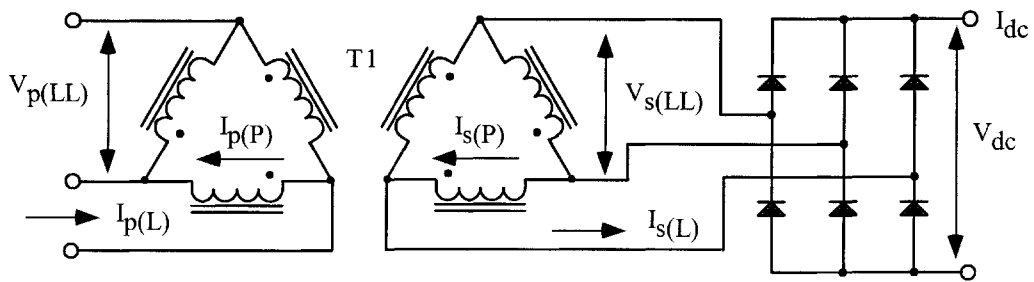 I_dc
T1
V_p(LL)
V_s(LL)
I_p(P)
I_s(P)
V_dc
I_p(L)
I_s(L)